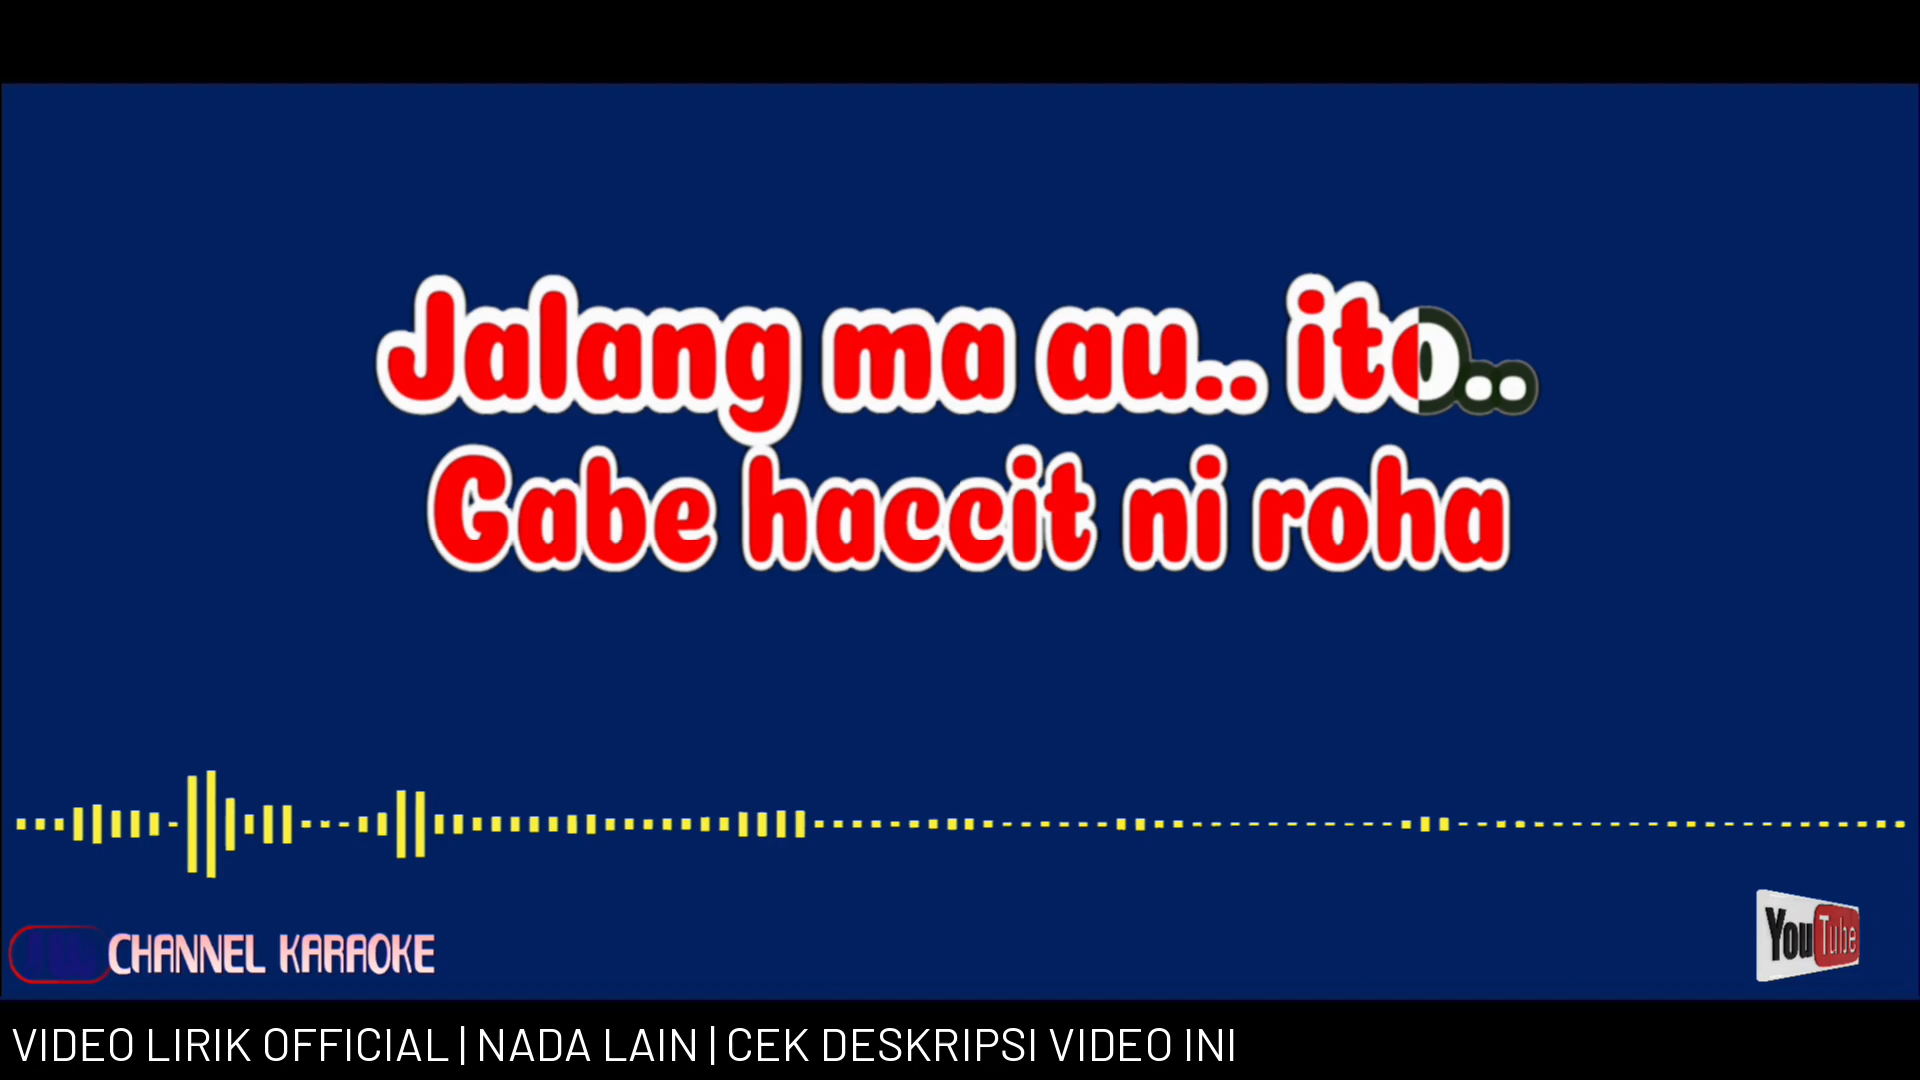 Jalang ma au.. ito..
Gabe haccit ni roha
CHANNEL KARAOKE
YouTube
VIDEO LIRIK OFFICIAL | NADA LAIN | CEK DESKRIPSI VIDEO INI